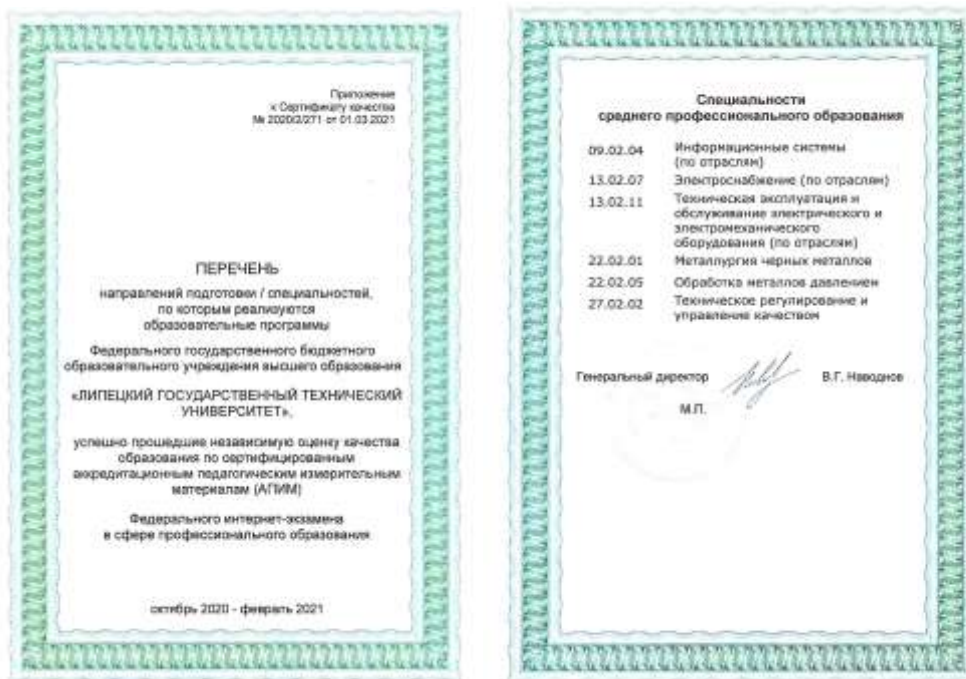 Приложение
к Сертификату качества
№ 2020/2/271 от 01.03.2021
ПЕРЕЧЕНЬ
направлений подготовки / специальностей,
по которым реализуются
образовательные программы
Федерального государственного бюджетного
образовательного учреждения высшего образования
«ЛИПЕЦКИЙ ГОСУДАРСТВЕННЫЙ ТЕХНИЧЕСКИЙ
УНИВЕРСИТЕТ»,
успешно прошедшие независимую оценку качества
образования по сертифицированным
аккредитационным педагогическим измерительным
материалам (АПИМ)
Федерального интернет-экзамена
в сфере профессионального образования
октябрь 2020 - февраль 2021
Специальности
среднего профессионального образования
09.02.04 Информационные системы
(по отраслям)
13.02.07 Электроснабжение (по отраслям)
13.02.11 Техническая эксплуатация и
обслуживание электрического и
электромеханического
оборудования (по отраслям)
22.02.01 Металлургия черных металлов
22.02.05 Обработка металлов давлением
27.02.02 Техническое регулирование и
управление качеством
Генеральный директор В.Г. Наводнов
М.П.